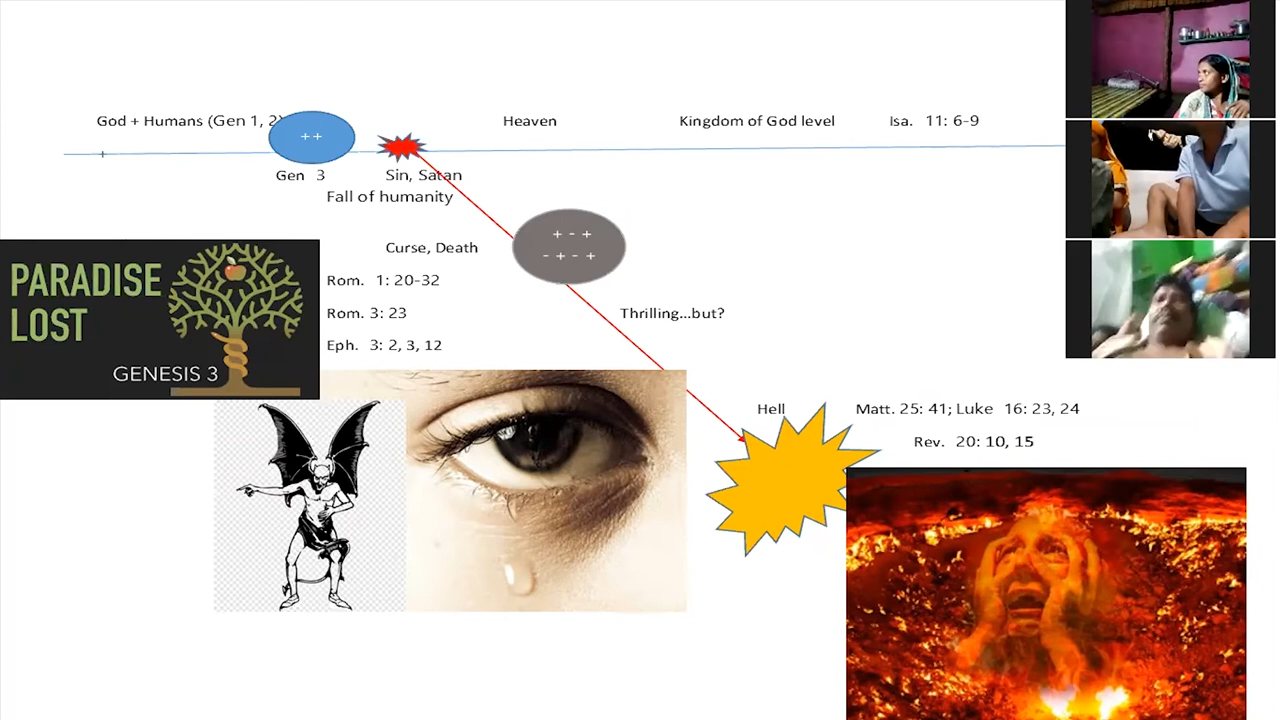 God + Humans (Gen 1, 2)
++
Heaven
Kingdom of God level
Isa. 11: 6-9
Gen 3
Sin, Satan
Fall of humanity
+ - +
- + - +
Curse, Death
Rom. 1: 20-32
Rom. 3: 23
Thrilling...but?
Eph. 3: 2, 3, 12
PARADISE
LOST
GENESIS 3
Hell
Matt. 25: 41; Luke 16: 23, 24
Rev. 20: 10, 15